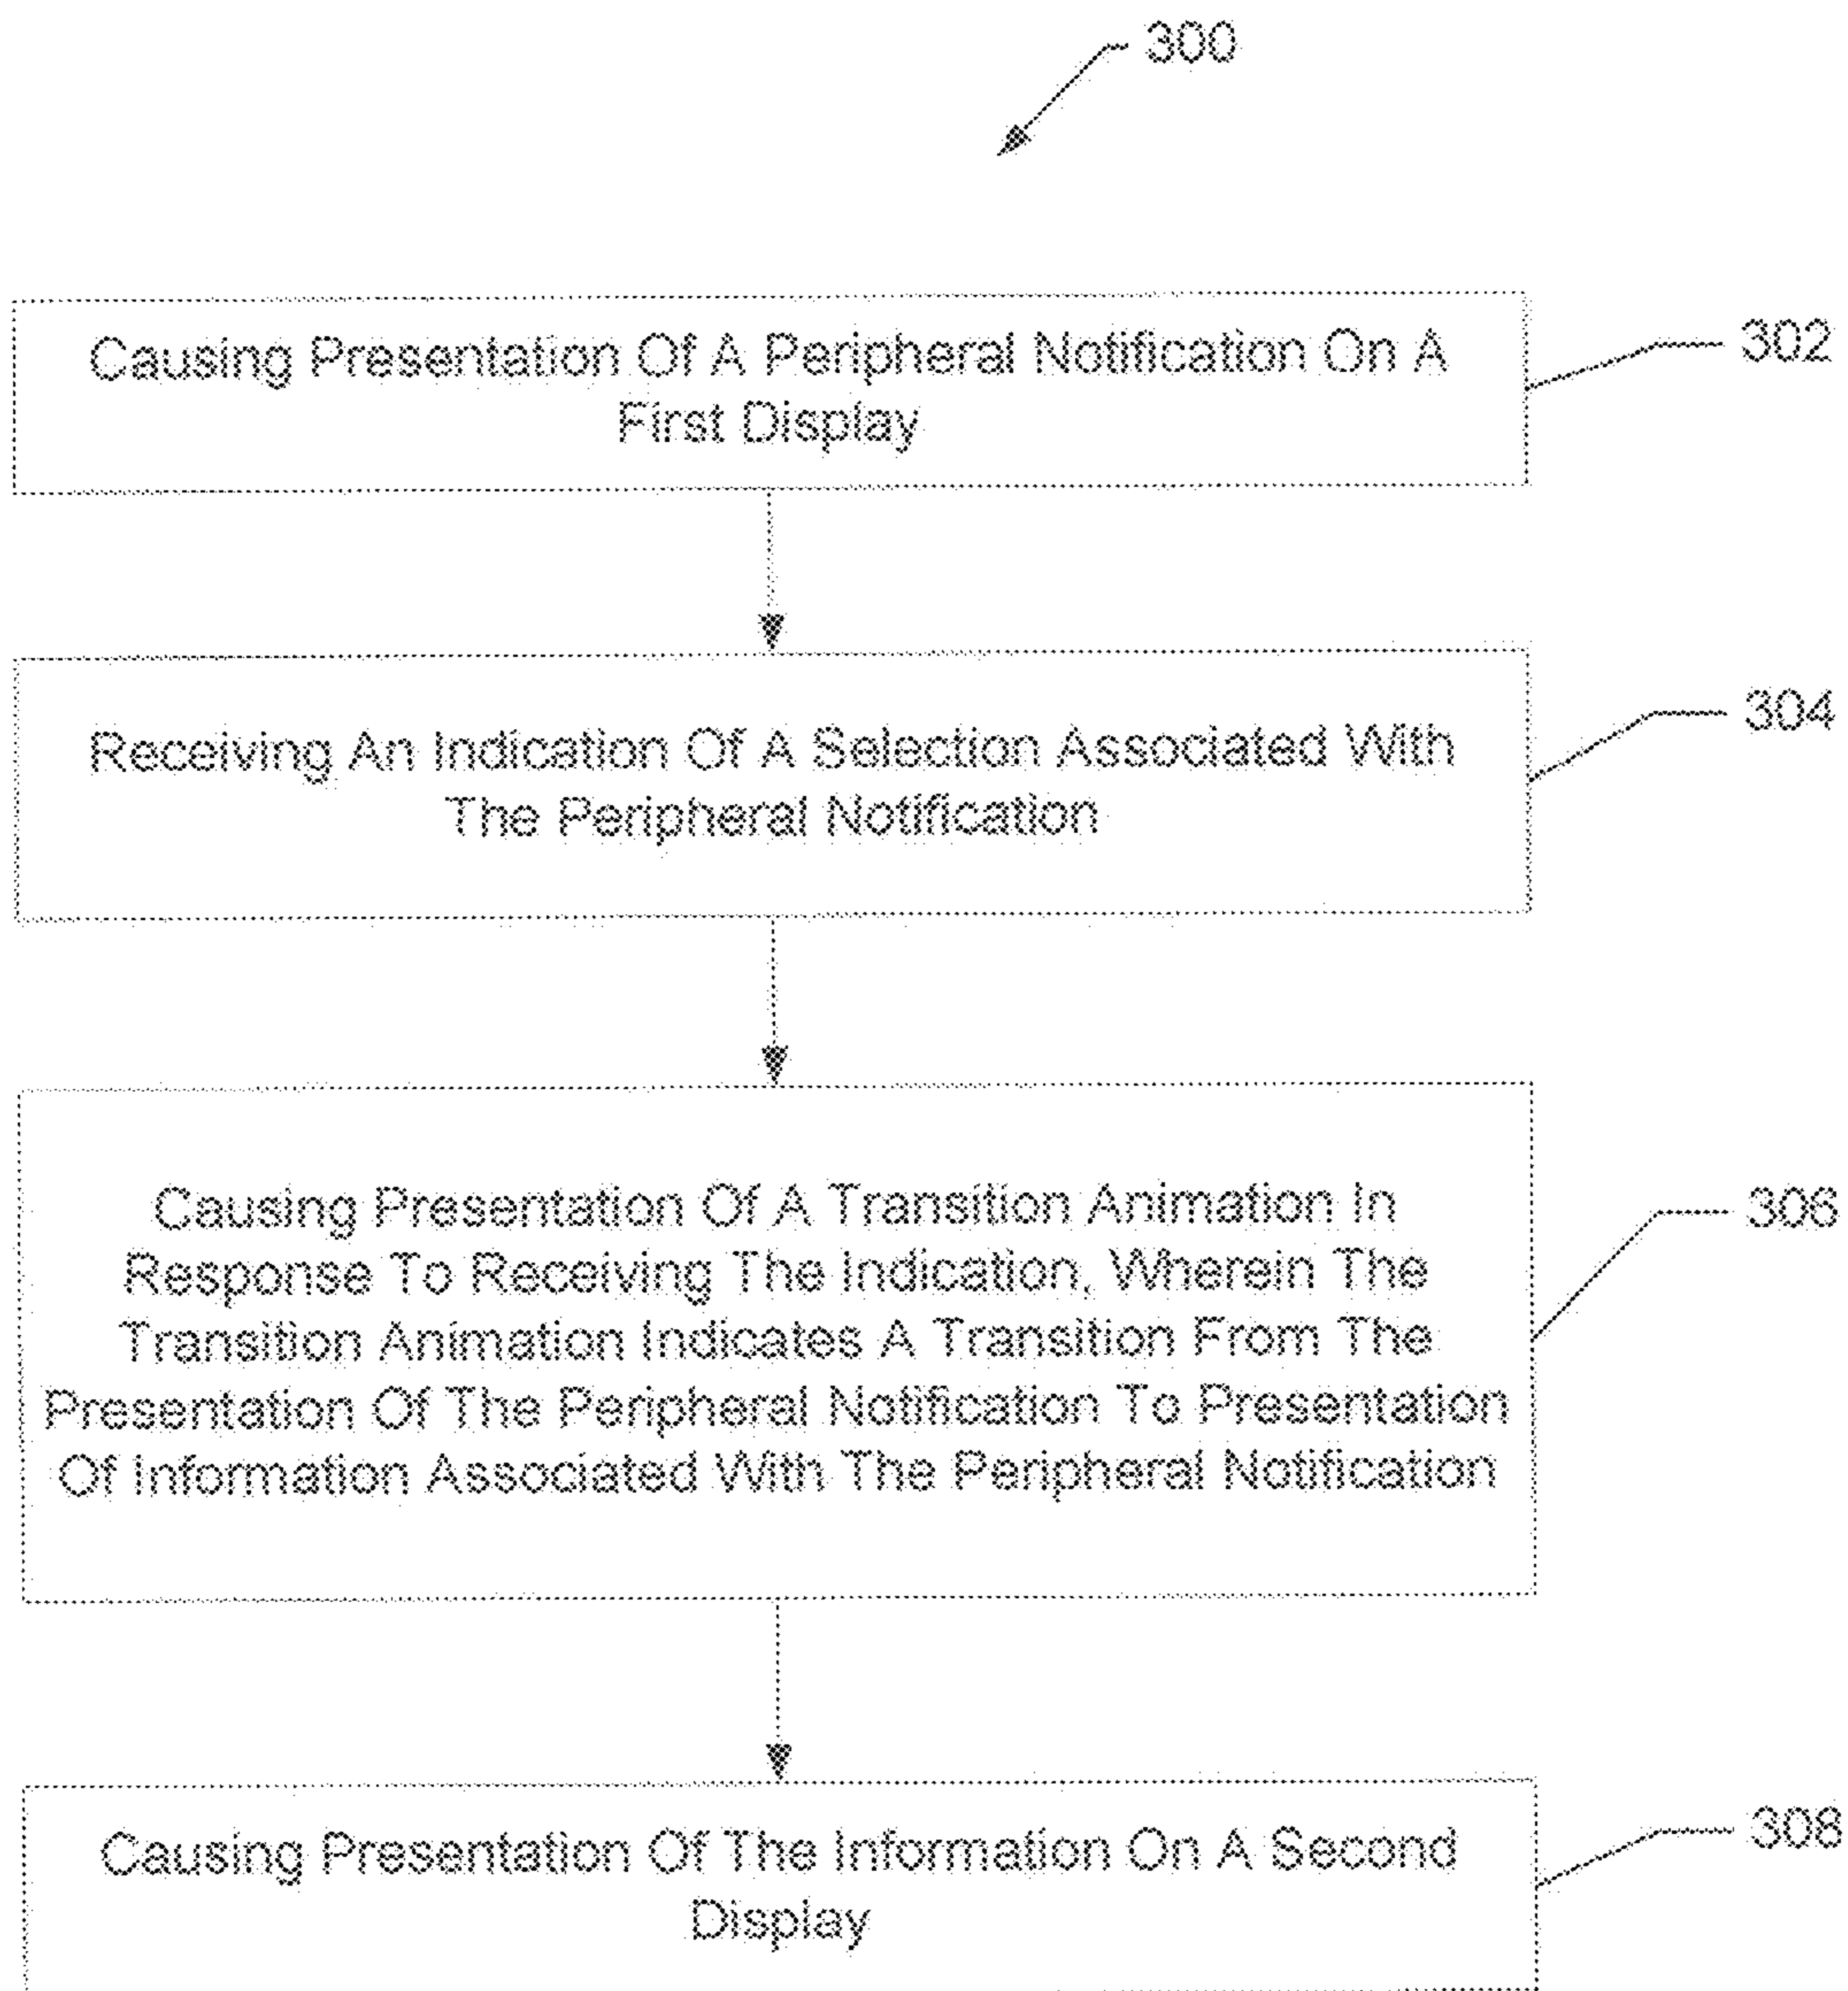 300
Causing Presentation Of A Peripheral Notification On A
First Display
302
Receiving An Indication Of A Selection Associated With
The Peripheral Notification
304
Causing Presentation Of A Transition Animation In
Response To Receiving The Indication, Wherein The
Transition Animation Indicates A Transition From The
Presentation Of The Peripheral Notification To Presentation
Of Information Associated With The Peripheral Notification
306
Causing Presentation Of The Information On A Second
Display
308